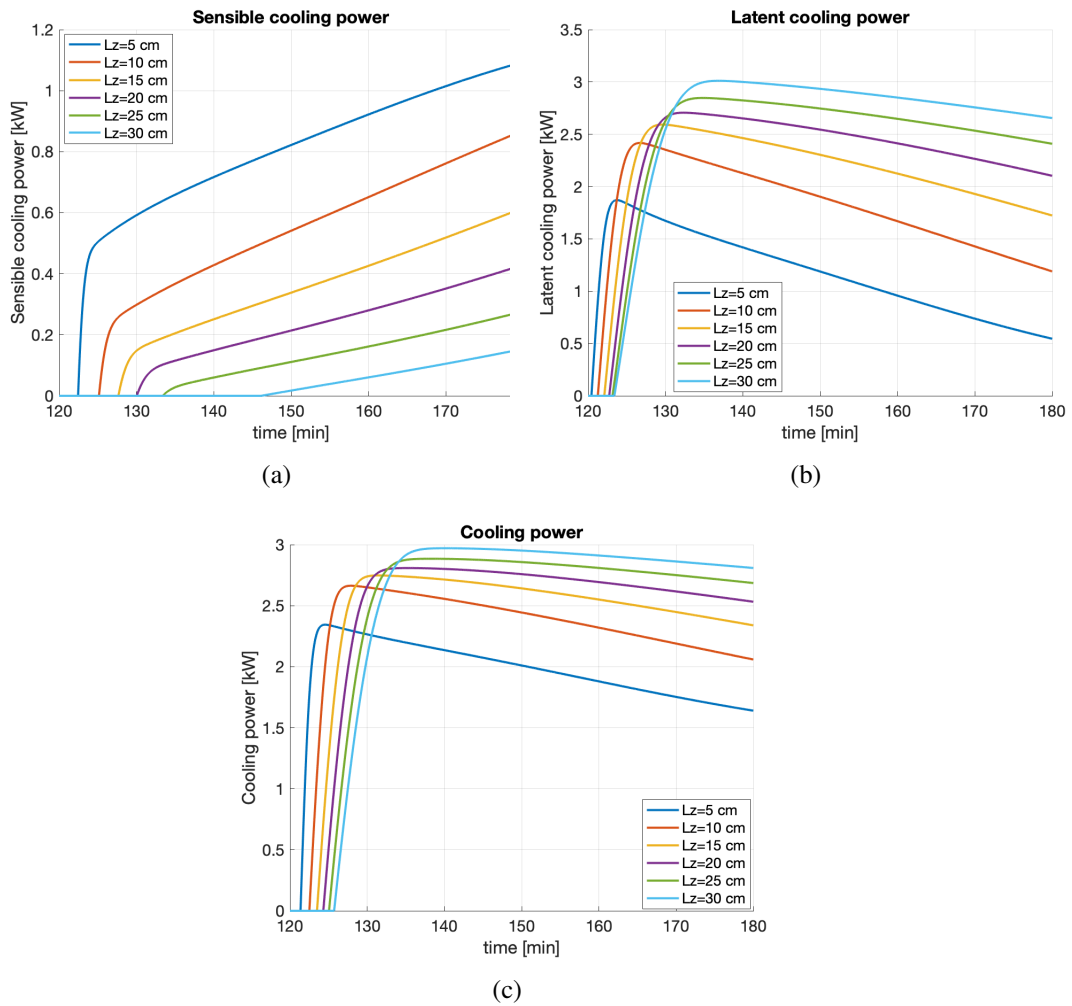 Sensible cooling power
1.2
1
0.8
0.6
0.4
0.2
0
Sensible cooling power [kW]
Lz=5 cm
Lz=10 cm
Lz=15 cm
Lz=20 cm
Lz=25 cm
Lz=30 cm
120 130 140 150 160 170
time [min]
(a)
Latent cooling power
3.5
3
2.5
2
1.5
1
0.5
0
Latent cooling power [kW]
Lz=5 cm
Lz=10 cm
Lz=15 cm
Lz=20 cm
Lz=25 cm
Lz=30 cm
120 130 140 150 160 170 180
time [min]
(b)
Cooling power
3
2.5
2
1.5
1
0.5
0
Cooling power [kW]
Lz=5 cm
Lz=10 cm
Lz=15 cm
Lz=20 cm
Lz=25 cm
Lz=30 cm
120 130 140 150 160 170 180
time [min]
(c)